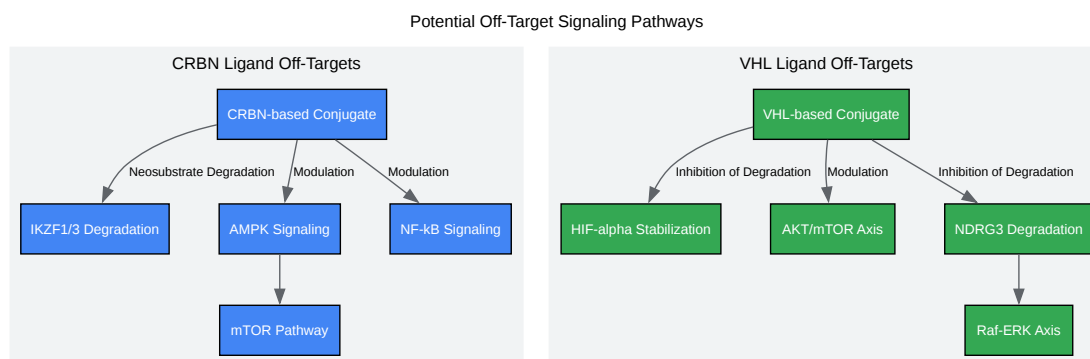 Potential Off-Target Signaling Pathways
CRBN Ligand Off-Targets
CRBN-based Conjugate
Neosubstrate Degradation
Modulation
Modulation
IKZF1/3 Degradation
AMPK Signaling
NF-kB Signaling
mTOR Pathway
VHL Ligand Off-Targets
VHL-based Conjugate
Inhibition of Degradation
Modulation
Inhibition of Degradation
HIF-alpha Stabilization
AKT/mTOR Axis
NDRG3 Degradation
Raf-ERK Axis